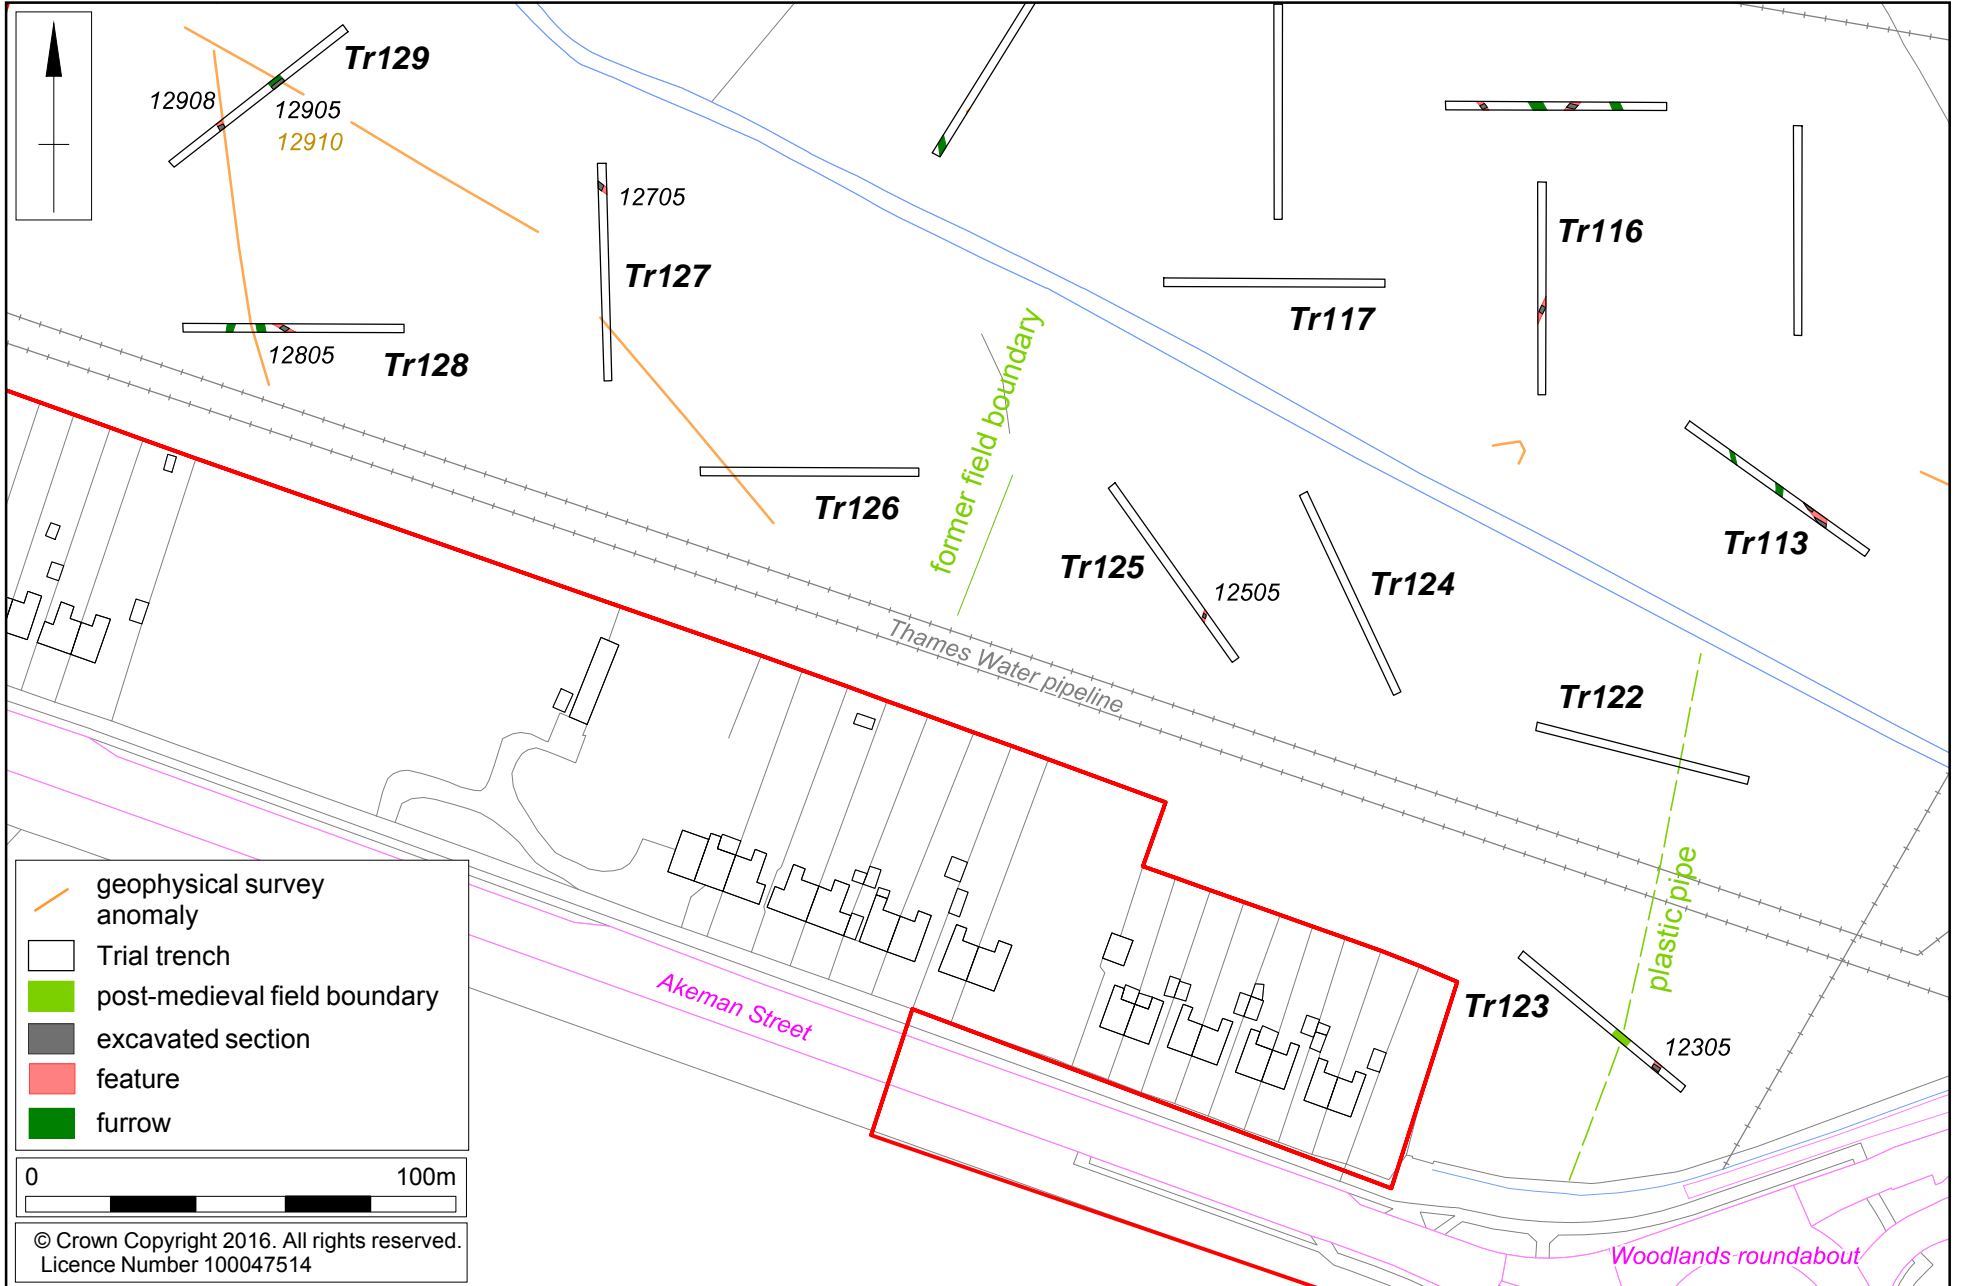 Tr129
12908
12905
12910
12705
Tr127
12805
Tr128
Tr116
Tr117
former field boundary
Tr126
Tr113
Tr125
12505
Tr124
Thames Water pipeline
Tr122
plastic pipe
Tr123
12305
Akeman Street
Woodlands roundabout
geophysical survey
anomaly
Trial trench
post-medieval field boundary
excavated section
feature
furrow
0 100m
© Crown Copyright 2016. All rights reserved.
Licence Number 100047514